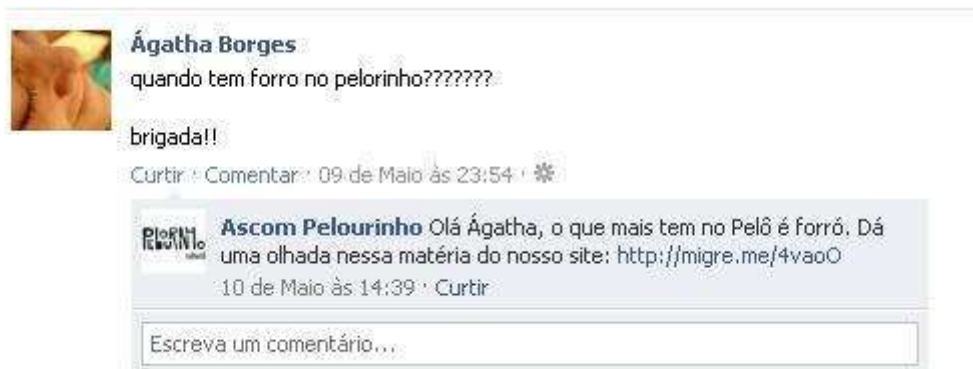 Ágatha Borges
quando tem forro no pelorinho???????
brigada!!
Curtir · Comentar · 09 de Maio às 23:54 ·
Ascom Pelourinho Olá Ágatha, o que mais tem no Pelô é forró. Dá
uma olhada nessa matéria do nosso site: http://migre.me/4vaoO
10 de Maio às 14:39 · Curtir
Escreva um comentário...